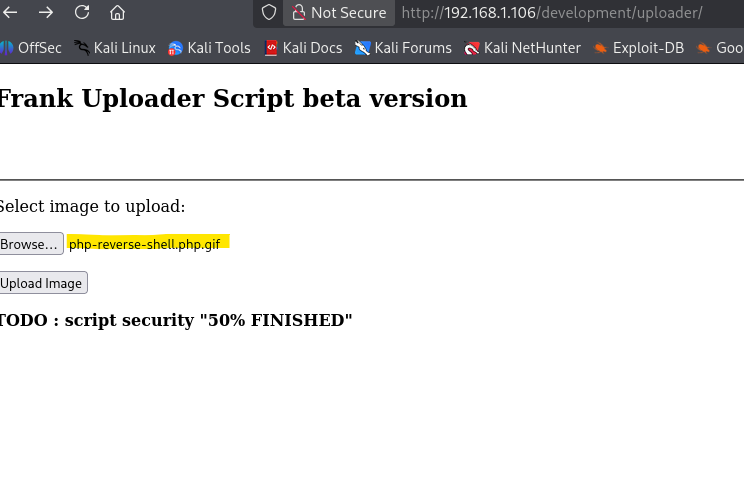 Not Secure http://192.168.1.106/development/uploader/
OffSec Kali Linux Kali Tools Kali Docs Kali Forums Kali NetHunter Exploit-DB Goo
Frank Uploader Script beta version
Select image to upload:
Browse... php-reverse-shell.php.gif
Upload Image
TODO : script security "50% FINISHED"